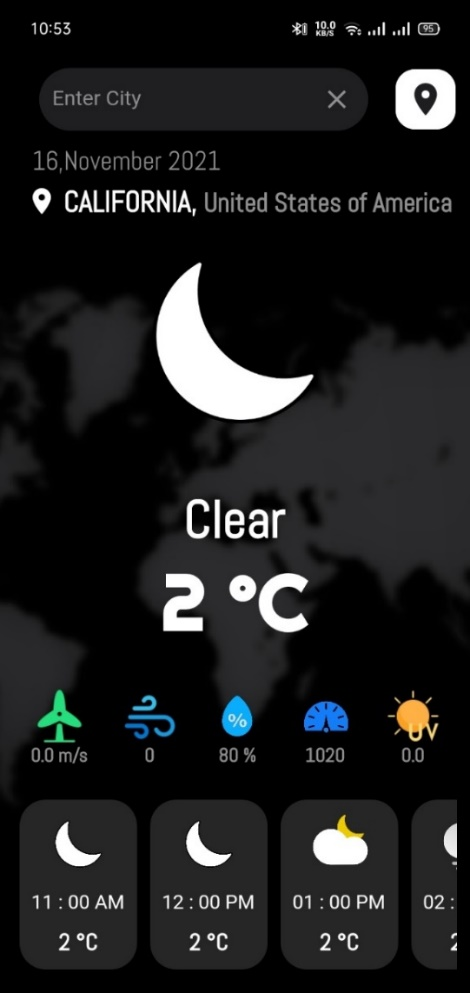 10:53 10.0 KB/S 95
Enter City
16,November 2021
CALIFORNIA, United States of America
Clear
2 °C
% UV
0.0 m/s 0 80 % 1020 0.0
11 : 00 AM 12 : 00 PM 01 : 00 PM 02 :
2 °C 2 °C 2 °C